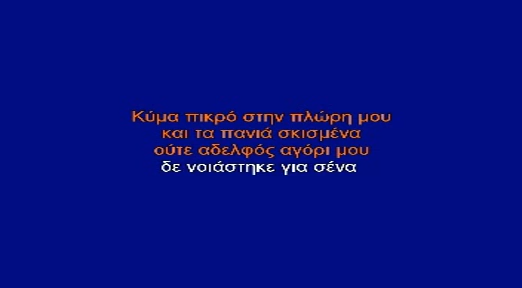 Κύμα πικρό στην πλώρη μου
και τα πανιά σκισμένα
ούτε αδελφός αγόρι μου
δε νοιάστηκε για σένα